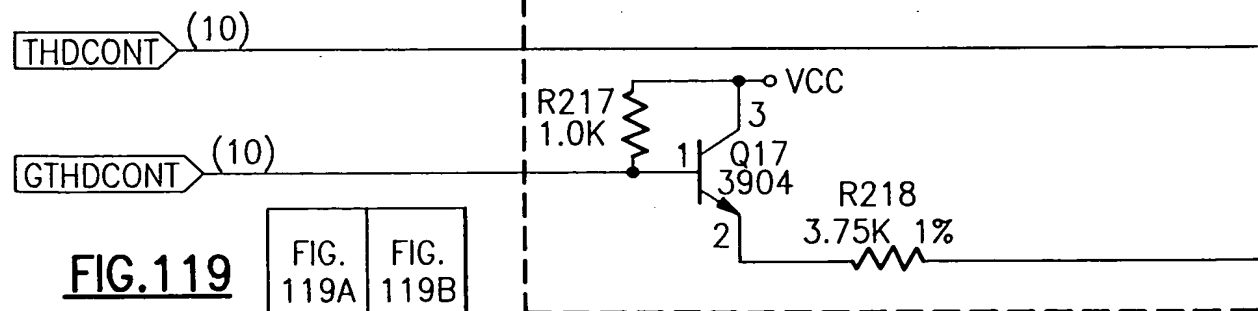 THDCONT (10)
VCC
R217
1.0K
3
GTHDCONT (10)
1 Q17
3904
2
R218
3.75K 1%
FIG.119
FIG. 119A
FIG. 119B